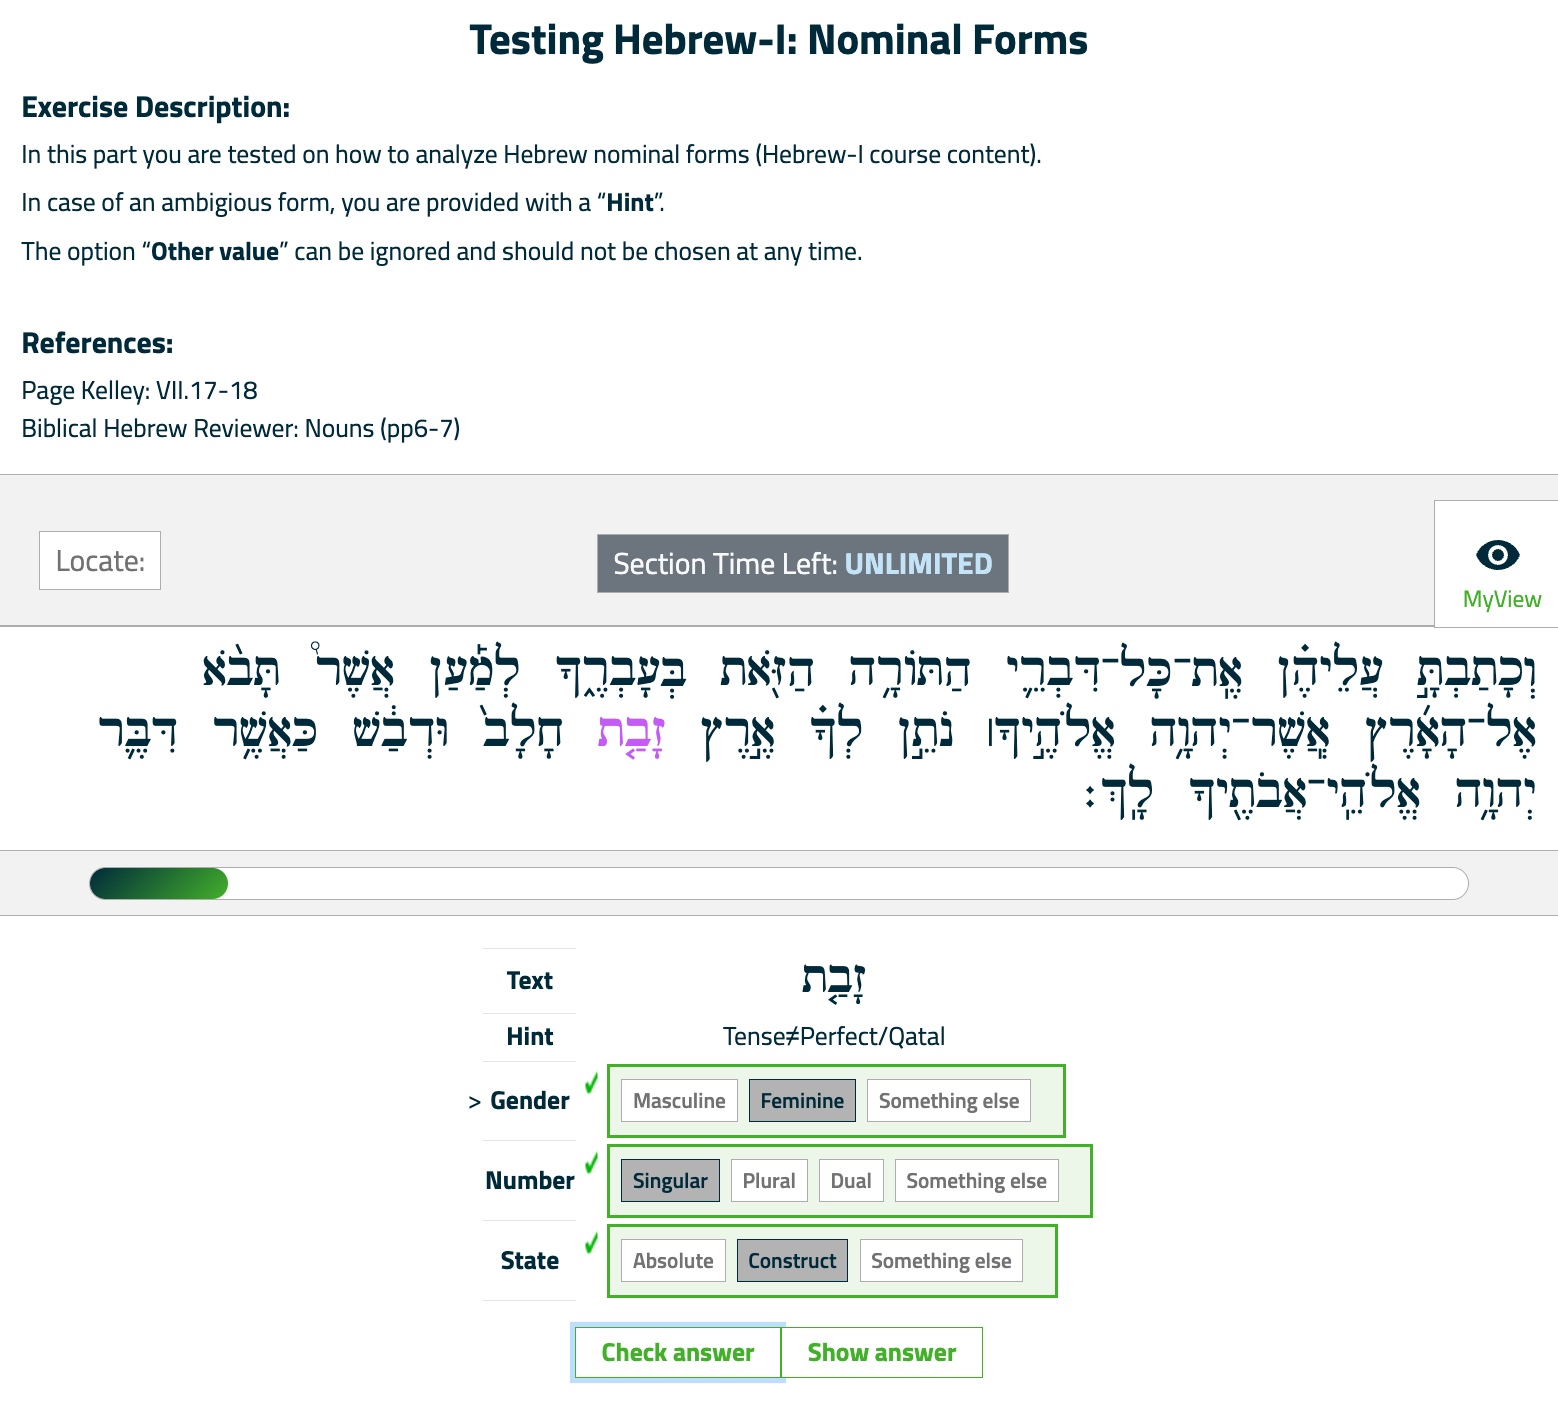 Testing Hebrew-I: Nominal Forms
Exercise Description:
In this part you are tested on how to analyze Hebrew nominal forms (Hebrew-I course content).
In case of an ambigious form, you are provided with a “Hint”.
The option “Other value” can be ignored and should not be chosen at any time.
References:
Page Kelley: VII.17-18
Biblical Hebrew Reviewer: Nouns (pp6-7)
Locate:
Section Time Left: UNLIMITED
MyView
וְכָתַבְתָּ֣ עֲלֵיהֶ֗ן אֶֽת־כָּל־דִּבְרֵ֛י הַתּוֹרָ֥ה הַזֹּ֖את בְּעָבְרֶ֑ךָ לְמַ֡עַן אֲשֶׁר֩ תָּבֹ֨א
אֶל־הָאָ֜רֶץ אֲֽשֶׁר־יְהוָ֥ה אֱלֹהֶ֣יךָ׀ נֹתֵ֣ן לְךָ֗ אֶ֣רֶץ זָבַ֤ת חָלָב֙ וּדְבַ֔שׁ כַּאֲשֶׁ֥ר דִּבֶּ֛ר
יְהוָ֥ה אֱלֹהֵֽי־אֲבֹתֶ֖יךָ לָֽךְ׃
Text זָבַ֤ת
Hint Tense≠Perfect/Qatal
> Gender ✓ Masculine Feminine Something else
Number ✓ Singular Plural Dual Something else
State ✓ Absolute Construct Something else
Check answer Show answer